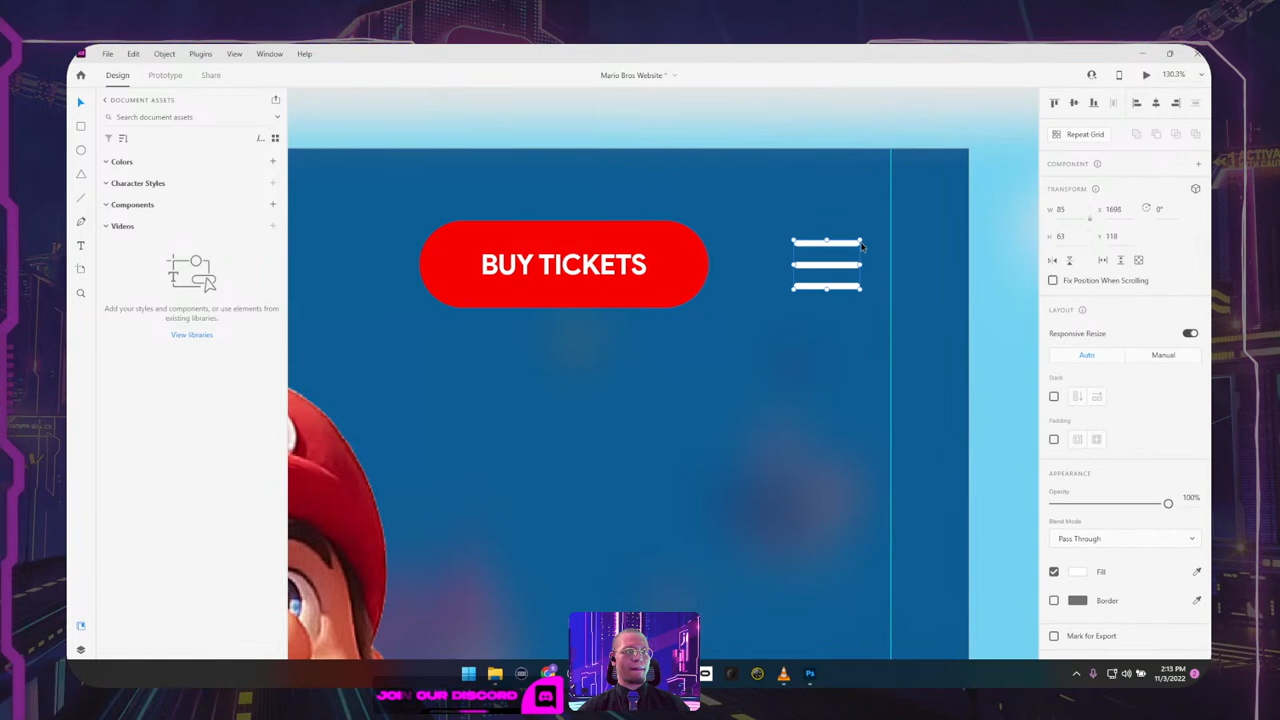 File Edit Object Plugins View Window Help
Design Prototype Share
Mario Bros Website *
130.3%
DOCUMENT ASSETS
Search document assets
Colors
Character Styles
Components
Videos
Add your styles and components, or use elements from
existing libraries.
View libraries
BUY TICKETS
Repeat Grid
COMPONENT
TRANSFORM
W 85 X 1698 0°
H 63 Y 118
Fix Position When Scrolling
LAYOUT
Responsive Resize
Auto Manual
Stack
Padding
APPEARANCE
Opacity
100%
Blend Mode
Pass Through
Fill
Border
Mark for Export
2:13 PM
11/3/2022
JOIN OUR DISCORD